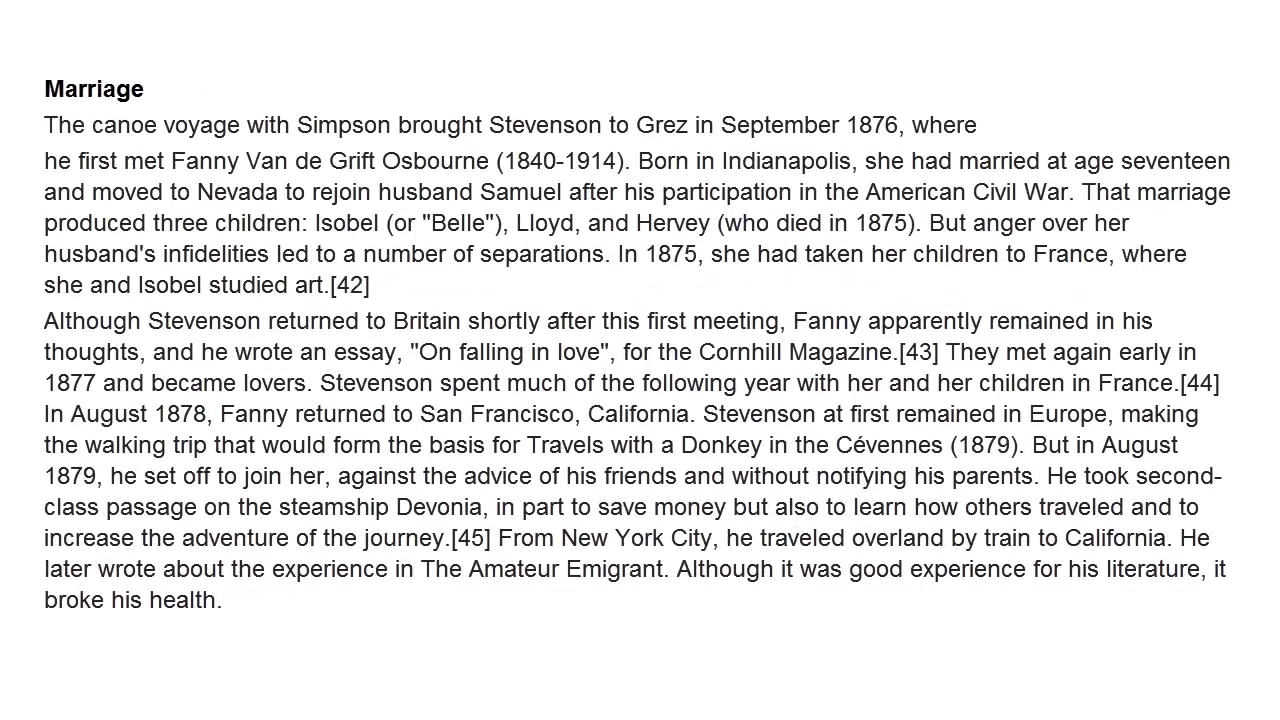 Marriage
The canoe voyage with Simpson brought Stevenson to Grez in September 1876, where
he first met Fanny Van de Grift Osbourne (1840-1914). Born in Indianapolis, she had married at age seventeen
and moved to Nevada to rejoin husband Samuel after his participation in the American Civil War. That marriage
produced three children: Isobel (or "Belle"), Lloyd, and Hervey (who died in 1875). But anger over her
husband's infidelities led to a number of separations. In 1875, she had taken her children to France, where
she and Isobel studied art.[42]
Although Stevenson returned to Britain shortly after this first meeting, Fanny apparently remained in his
thoughts, and he wrote an essay, "On falling in love", for the Cornhill Magazine.[43] They met again early in
1877 and became lovers. Stevenson spent much of the following year with her and her children in France.[44]
In August 1878, Fanny returned to San Francisco, California. Stevenson at first remained in Europe, making
the walking trip that would form the basis for Travels with a Donkey in the Cévennes (1879). But in August
1879, he set off to join her, against the advice of his friends and without notifying his parents. He took second-
class passage on the steamship Devonia, in part to save money but also to learn how others traveled and to
increase the adventure of the journey.[45] From New York City, he traveled overland by train to California. He
later wrote about the experience in The Amateur Emigrant. Although it was good experience for his literature, it
broke his health.